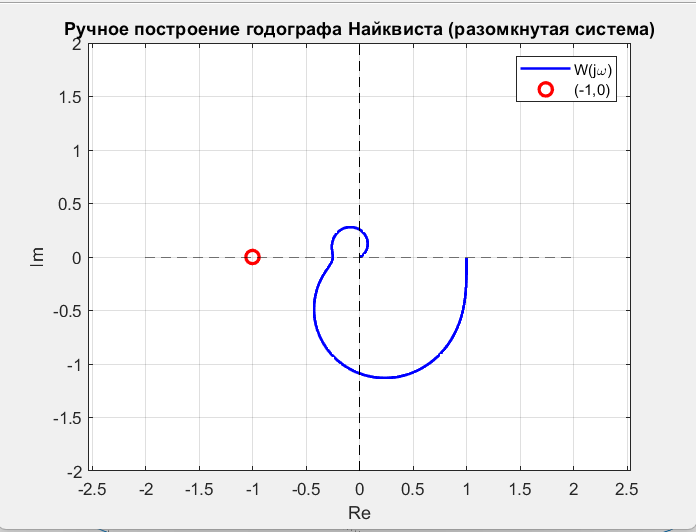 Ручное построение годографа Найквиста (разомкнутая система)
W(jω)
(-1,0)
2
1.5
1
0.5
0
-0.5
-1
-1.5
-2
Im
-2.5 -2 -1.5 -1 -0.5 0 0.5 1 1.5 2 2.5
Re